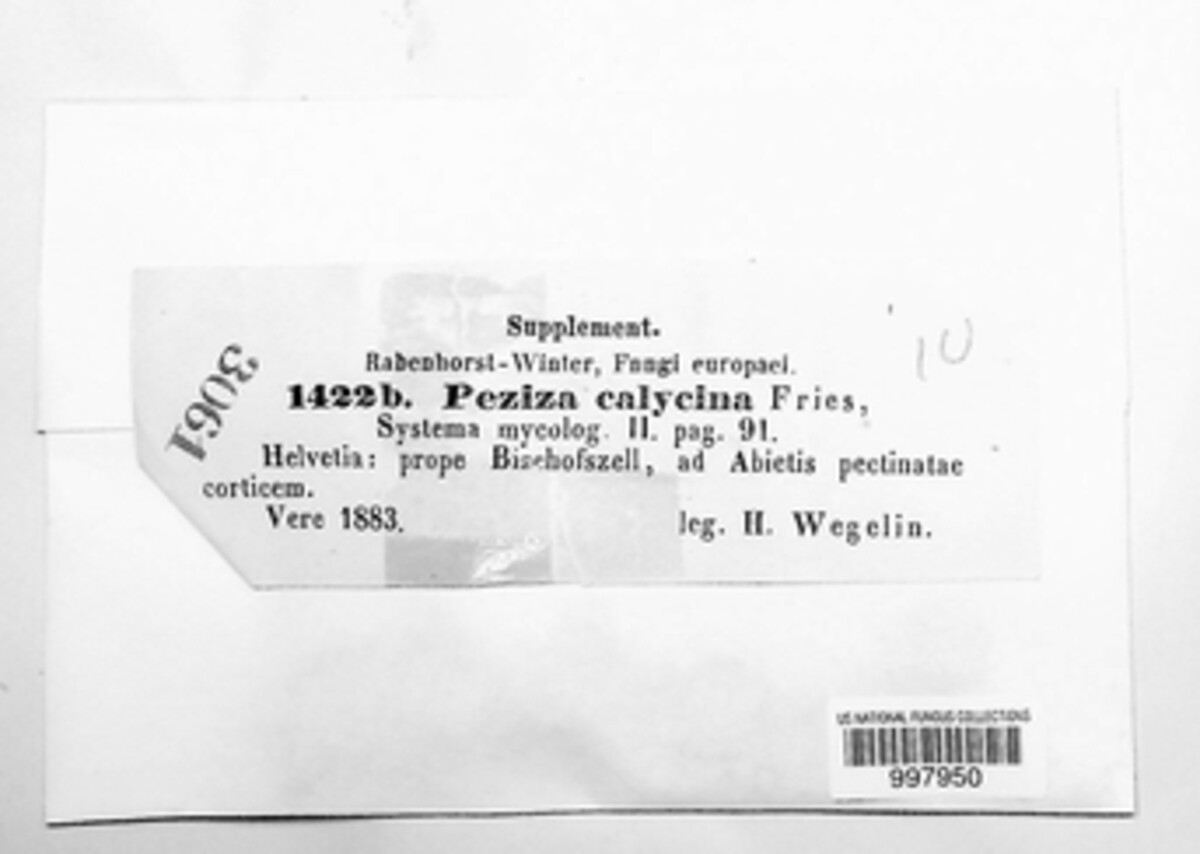 Supplement.
Rabenhorst-Winter, Fungi europaei.
1422b. Peziza calycina Fries,
Systema mycolog. II. pag. 91.
Helvetia: prope Bischofszell, ad Abietis pectinatae
corticem.
Vere 1883. leg. H. Wegelin.
3061
10
US NATIONAL FUNGUS COLLECTIONS
997950